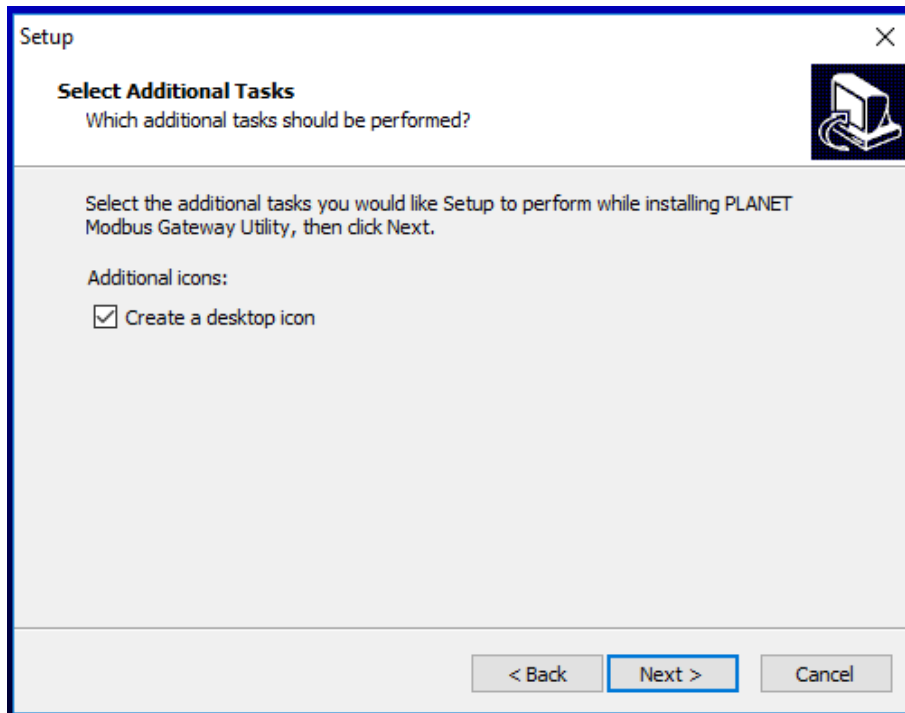 Setup
Select Additional Tasks
Which additional tasks should be performed?
Select the additional tasks you would like Setup to perform while installing PLANET
Modbus Gateway Utility, then click Next.
Additional icons:
Create a desktop icon
< Back Next > Cancel